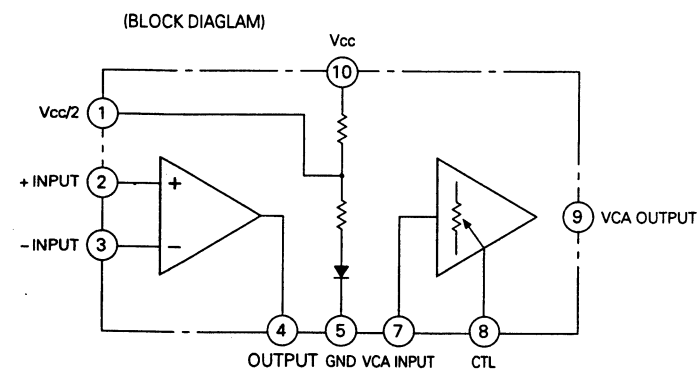 (BLOCK DIAGLAM)
Vcc
10
Vcc/2 1
+ INPUT 2 +
- INPUT 3 -
9 VCA OUTPUT
4 5 7 8
OUTPUT GND VCA INPUT CTL